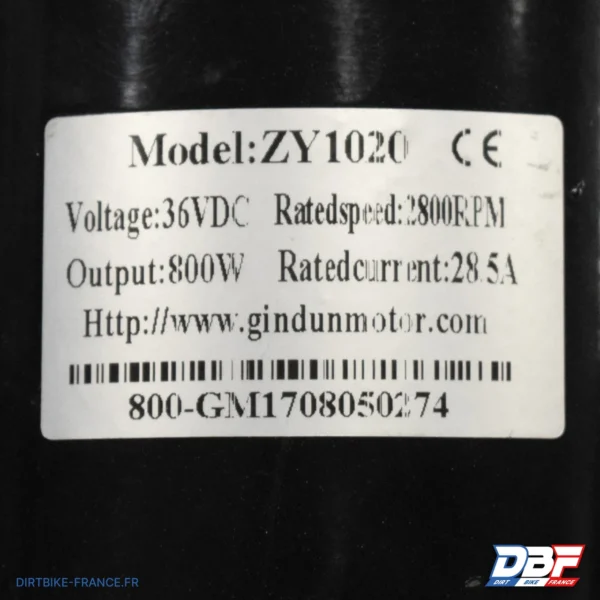 Model:ZY1020 CE
Voltage:36VDC Ratedspeed:2800RPM
Output:800W Ratedcurrent:28.5A
Http://www.gindunmotor.com
800-GM1708050274
DBF
DIRT BIKE FRANCE
DIRTBIKE-FRANCE.FR